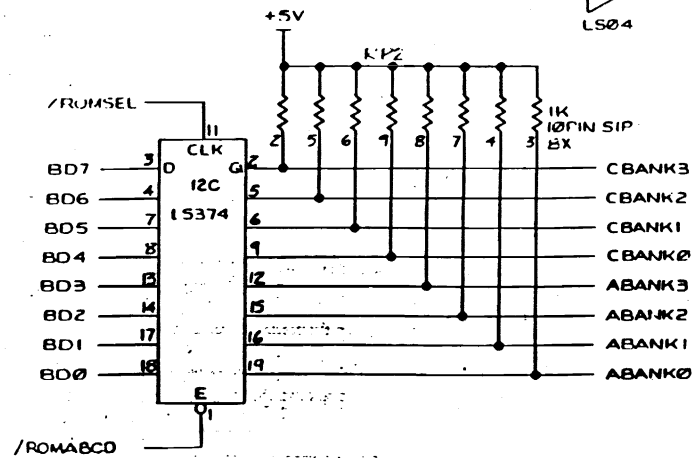 +5V
LS04
RP2
/ROMSEL
11
CLK
1K
10PIN SIP
8X
2 5 6 9 8 7 4 3
BD7 3 D Q 2 CBANK3
12C
BD6 4 5 CBANK2
LS374
BD5 7 6 CBANK1
BD4 8 9 CBANK0
BD3 13 12 ABANK3
BD2 14 15 ABANK2
BD1 17 16 ABANK1
BD0 18 19 ABANK0
E
1
/ROMABCD